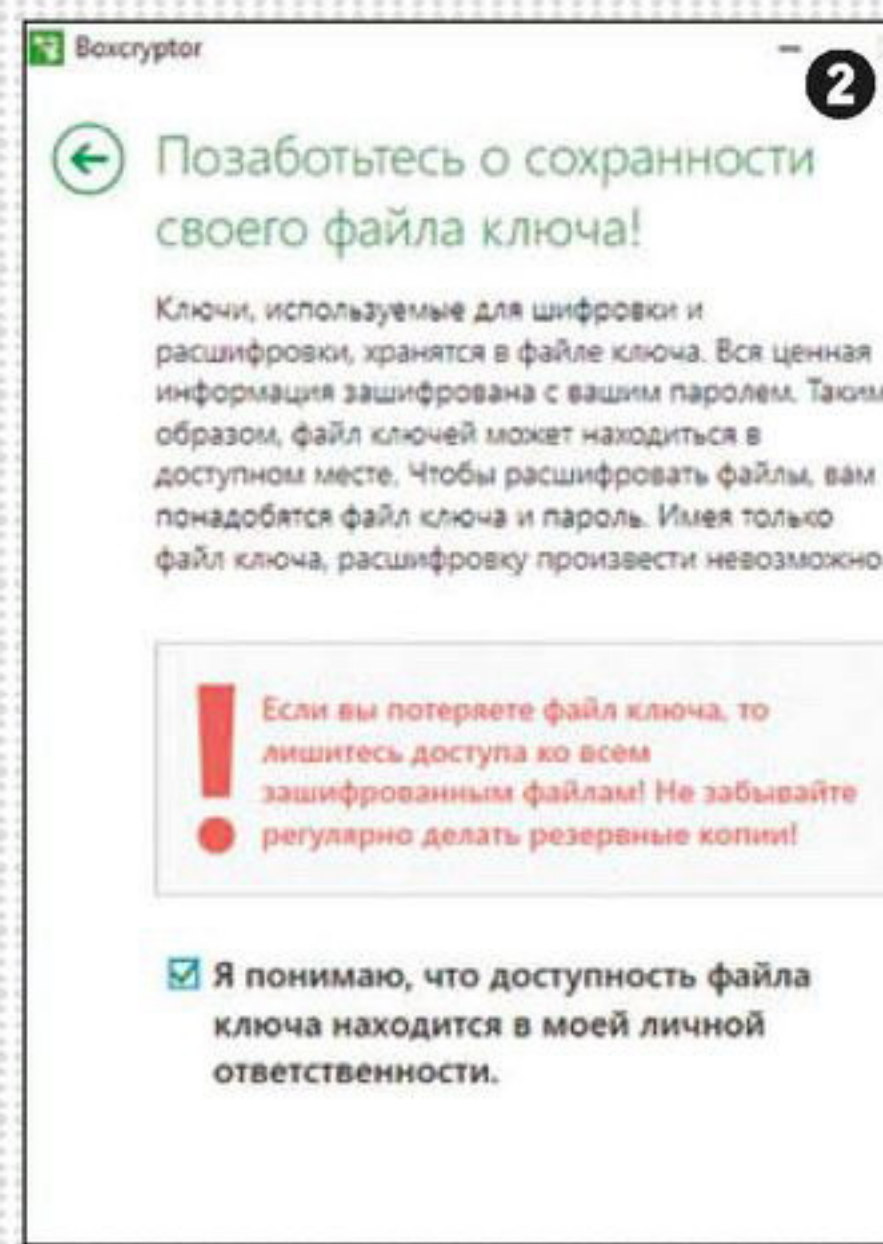 Boxcryptor
2
Позаботьтесь о сохранности
своего файла ключа!
Ключи, используемые для шифровки и
расшифровки, хранятся в файле ключа. Вся ценная
информация зашифрована с вашим паролем. Таким
образом, файл ключей может находиться в
доступном месте. Чтобы расшифровать файлы, вам
понадобятся файл ключа и пароль. Имея только
файл ключа, расшифровку произвести невозможно
Если вы потеряете файл ключа, то
лишитесь доступа ко всем
зашифрованным файлам! Не забывайте
регулярно делать резервные копии!
Я понимаю, что доступность файла
ключа находится в моей личной
ответственности.